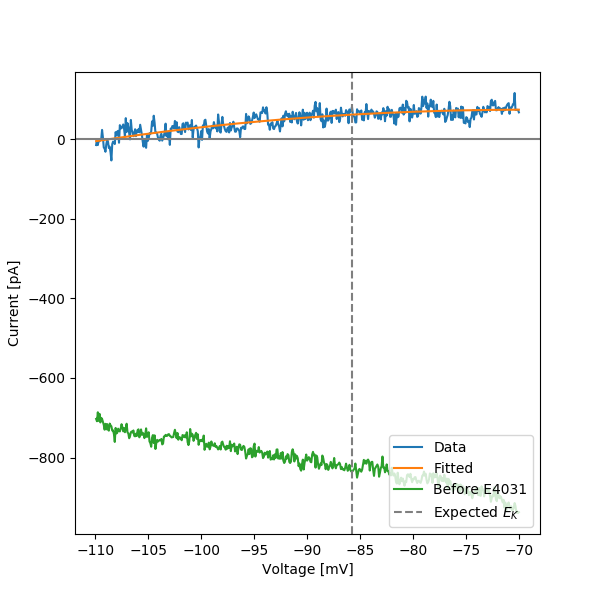 0
−200
−400
−600
−800
Current [pA]
−110
−105
−100
−95
−90
−85
−80
−75
−70
Voltage [mV]
Data
Fitted
Before E4031
Expected E_K